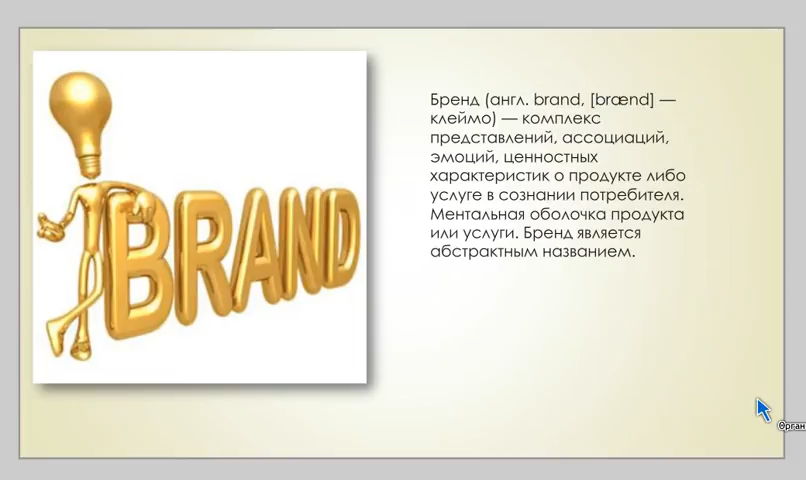 BRAND
Бренд (англ. brand, [brænd] —
клеймо) — комплекс
представлений, ассоциаций,
эмоций, ценностных
характеристик о продукте либо
услуге в сознании потребителя.
Ментальная оболочка продукта
или услуги. Бренд является
абстрактным названием.